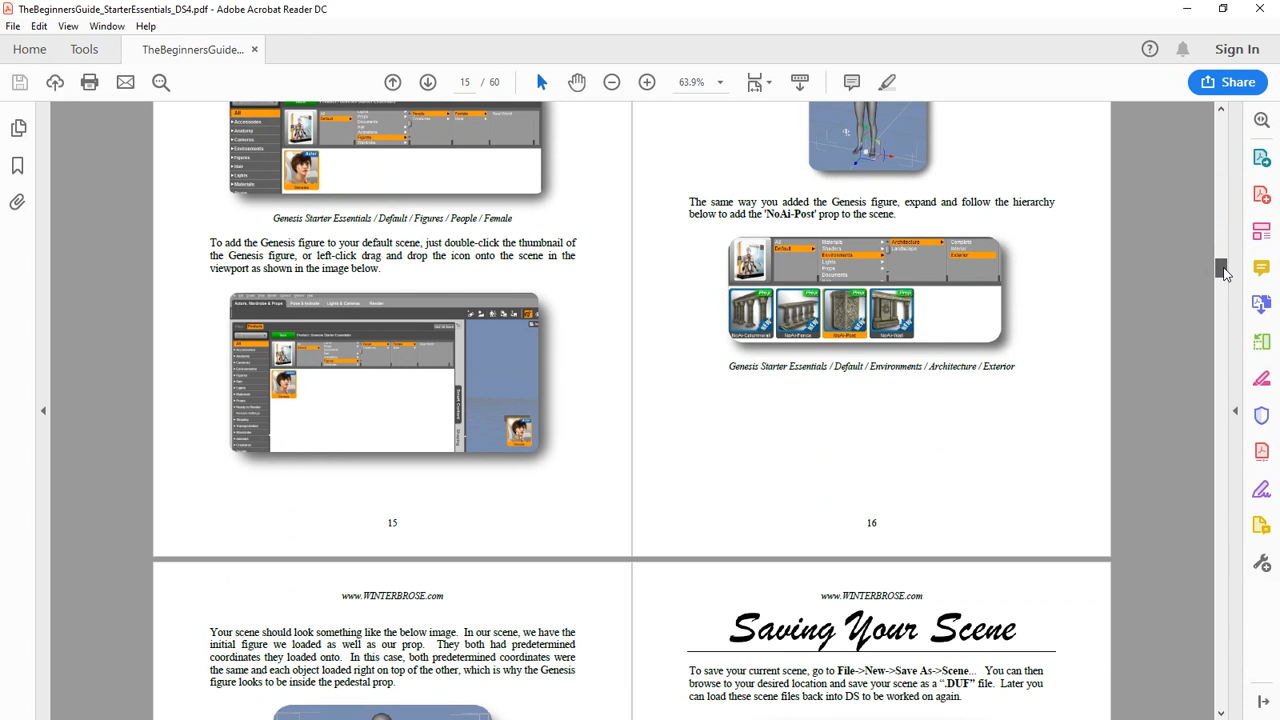 TheBeginnersGuide_StarterEssentials_DS4.pdf - Adobe Acrobat Reader DC
File Edit View Window Help
Home Tools TheBeginnersGuide... × ? Sign In
15 / 60 63.9% Share
Genesis Starter Essentials / Default / Figures / People / Female
To add the Genesis figure to your default scene, just double-click the thumbnail of
the Genesis figure, or left-click drag and drop the icon onto the scene in the
viewport as shown in the image below.
15
The same way you added the Genesis figure, expand and follow the hierarchy
below to add the 'NoAi-Post' prop to the scene.
Genesis Starter Essentials / Default / Environments / Architecture / Exterior
16
www.WINTERBROSE.com
Your scene should look something like the below image. In our scene, we have the
initial figure we loaded as well as our prop. They both had predetermined
coordinates they loaded onto. In this case, both predetermined coordinates were
the same and each object loaded right on top of the other, which is why the Genesis
figure looks to be inside the pedestal prop.
www.WINTERBROSE.com
Saving Your Scene
To save your current scene, go to File->New->Save As->Scene... You can then
browse to your desired location and save your scene as a ".DUF" file. Later you
can load these scene files back into DS to be worked on again.